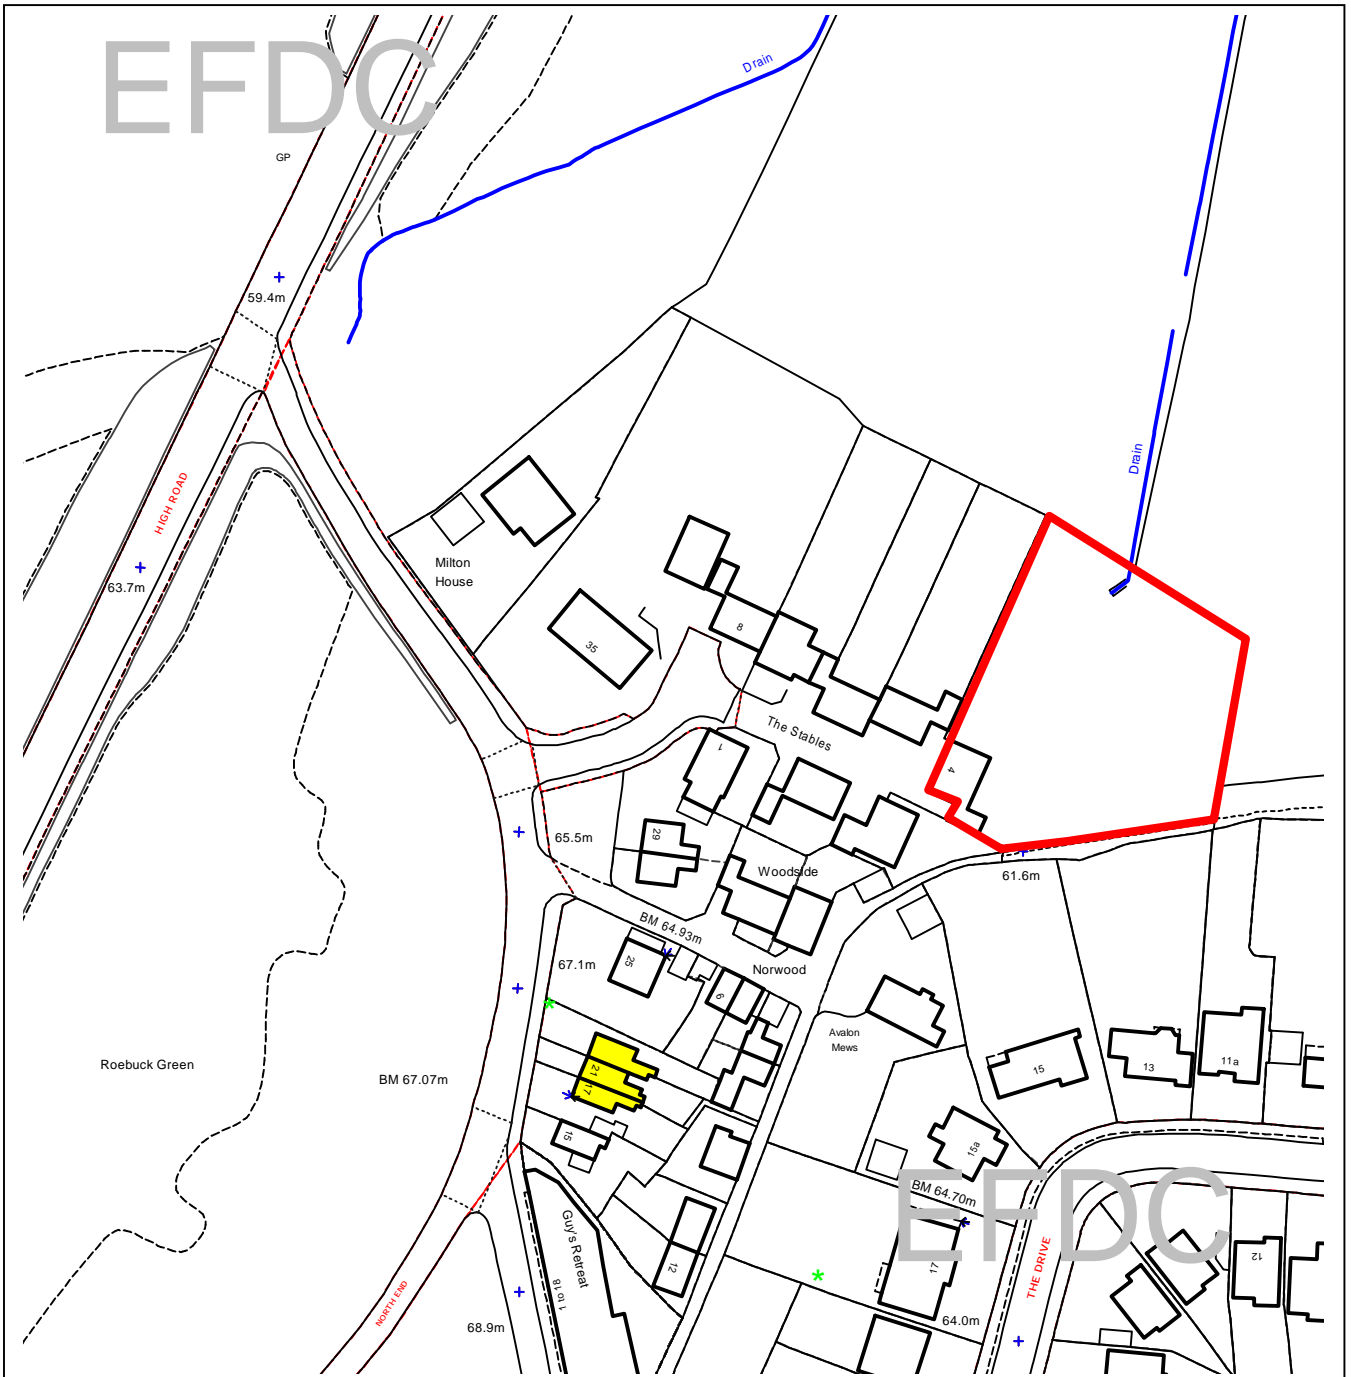 EFDC
Drain
GP
59.4m
Drain
HIGH ROAD
63.7m
Milton
House
35
8
The Stables
1
4
65.5m
29
Woodside
61.6m
BM 64.93m
67.1m
25
Norwood
6
Avalon
Mews
Roebuck Green
BM 67.07m
21
17
15
15
13
11a
15a
EFDC
BM 64.70m
Guy's Retreat
1 to 18
12
17
THE DRIVE
12
NORTH END
68.9m
64.0m